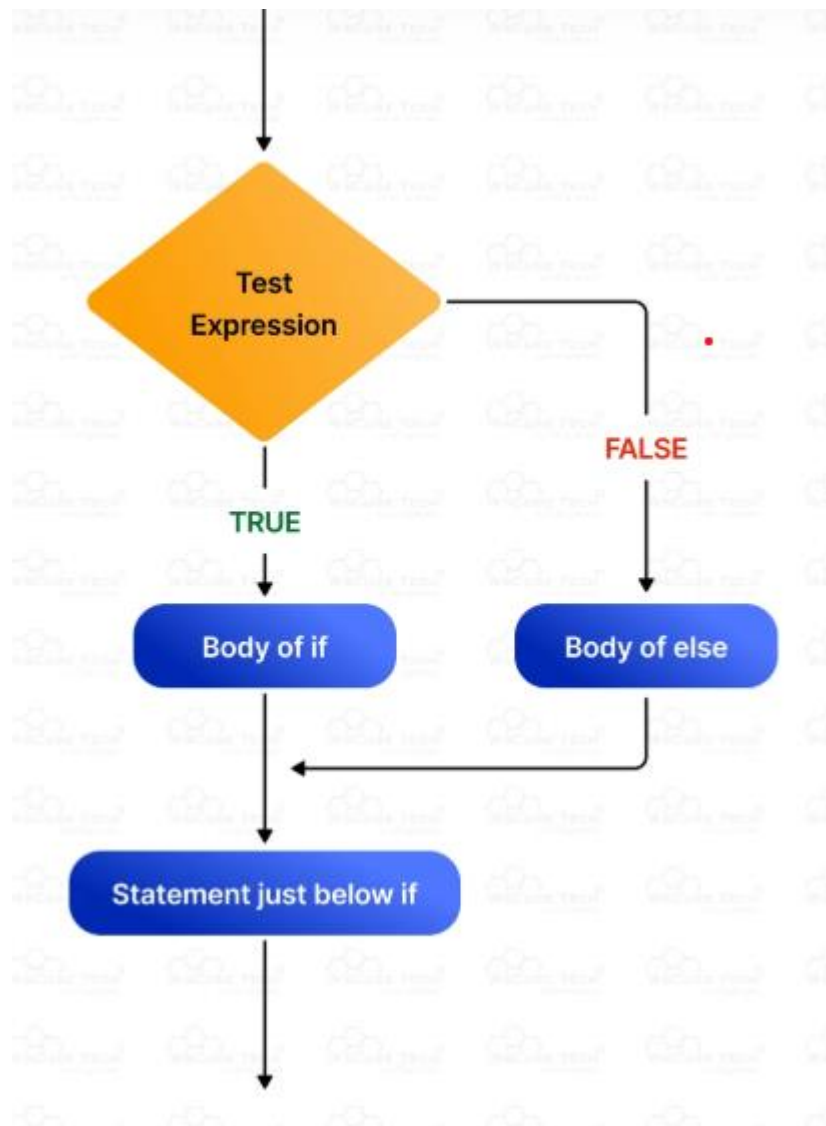 Test
Expression
FALSE
TRUE
Body of if
Body of else
Statement just below if